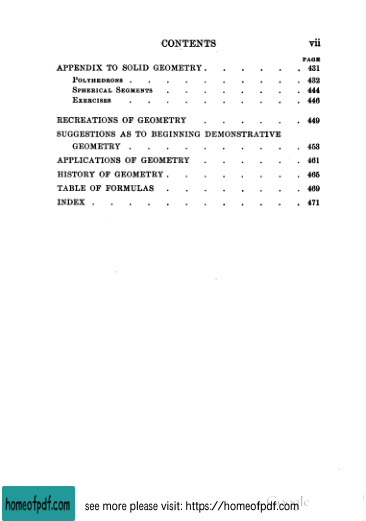 CONTENTS vii
PAGE
APPENDIX TO SOLID GEOMETRY . . . . . . 431
POLYHEDRONS . . . . . . . . . . 432
SPHERICAL SEGMENTS . . . . . . . . 444
EXERCISES . . . . . . . . . . 446
RECREATIONS OF GEOMETRY . . . . . . 449
SUGGESTIONS AS TO BEGINNING DEMONSTRATIVE
GEOMETRY . . . . . . . . . . 453
APPLICATIONS OF GEOMETRY . . . . . . 461
HISTORY OF GEOMETRY . . . . . . . . 465
TABLE OF FORMULAS . . . . . . . . 469
INDEX . . . . . . . . . . . . 471
Google
homeofpdf.com see more please visit: https://homeofpdf.com